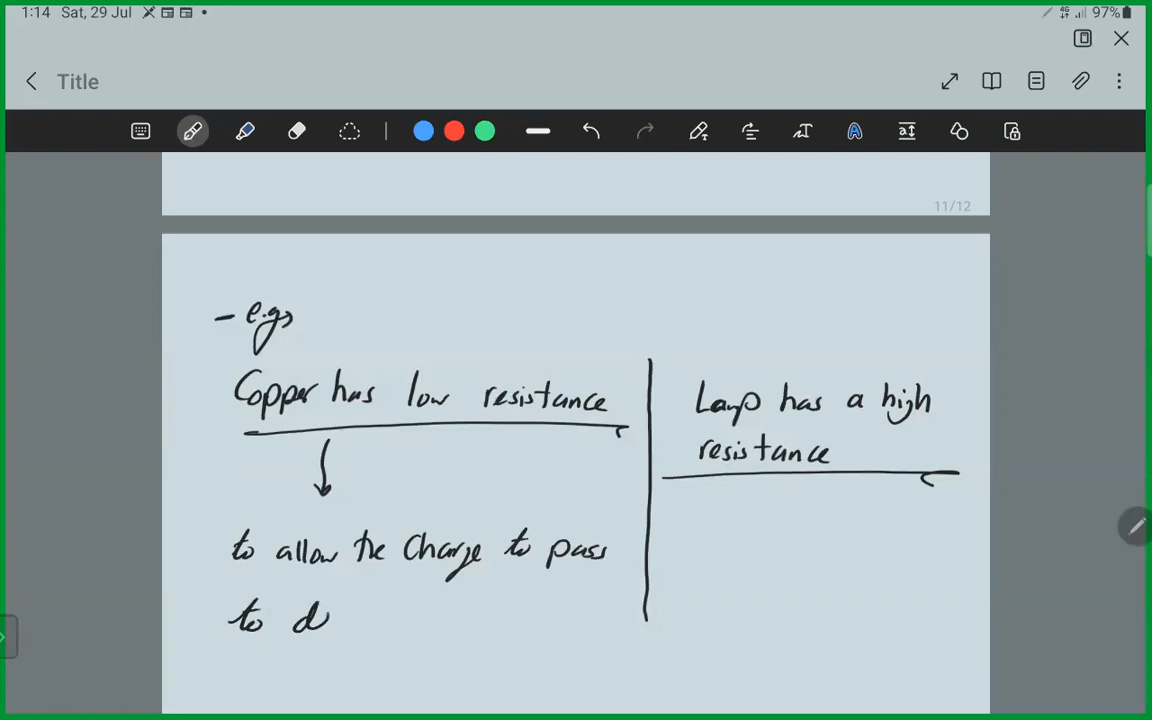 1:14 Sat, 29 Jul
4G 97%
Title
11/12
- e.g,
Copper has low resistance
to allow the charge to pass
to d
Lamp has a high
resistance